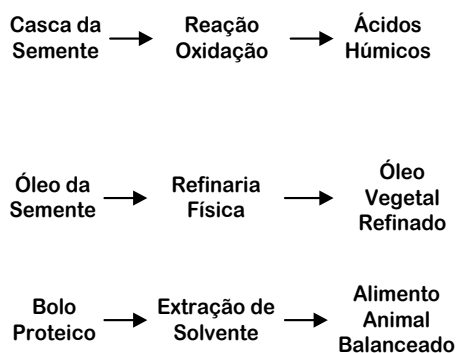 Casca da
Semente
Reação
Oxidação
Ácidos
Húmicos
Óleo da
Semente
Refinaria
Física
Óleo
Vegetal
Refinado
Bolo
Proteico
Extração de
Solvente
Alimento
Animal
Balanceado